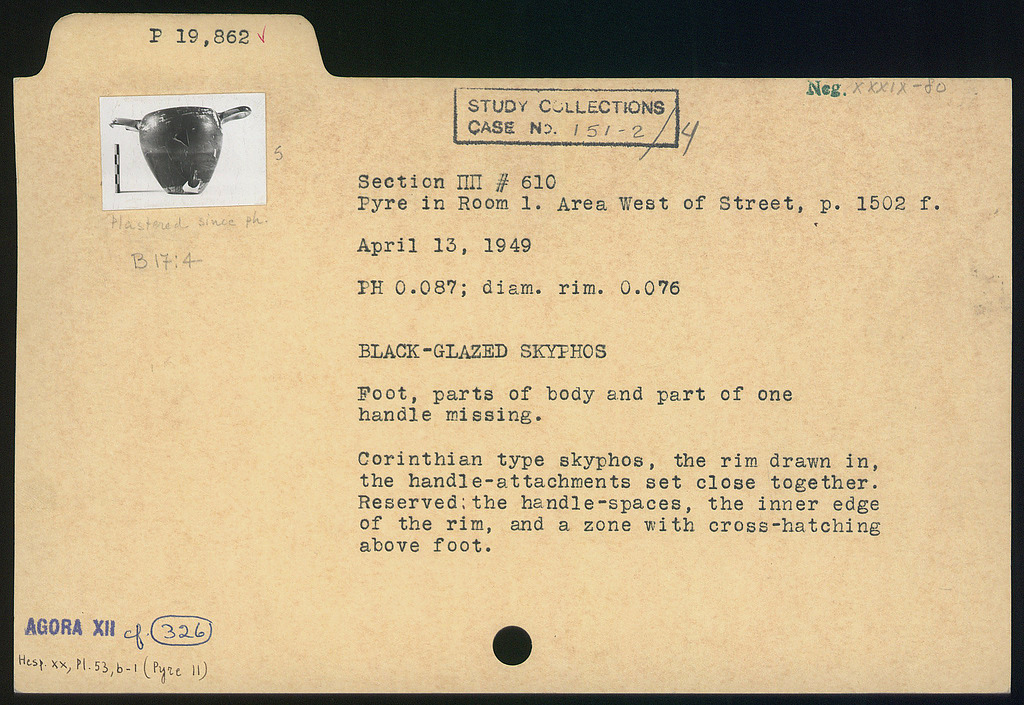 P 19,862 √
Neg. XXXIX-80
STUDY COLLECTIONS
CASE NO. 151-2/4
5
Plastered since ph.
B 17:4
Section ΠΠ # 610
Pyre in Room 1. Area West of Street, p. 1502 f.
April 13, 1949
PH 0.087; diam. rim. 0.076
BLACK-GLAZED SKYPHOS
Foot, parts of body and part of one
handle missing.
Corinthian type skyphos, the rim drawn in,
the handle-attachments set close together.
Reserved: the handle-spaces, the inner edge
of the rim, and a zone with cross-hatching
above foot.
AGORA XII cf. 326
Hesp. XX, Pl. 53, b-1 (Pyre 11)